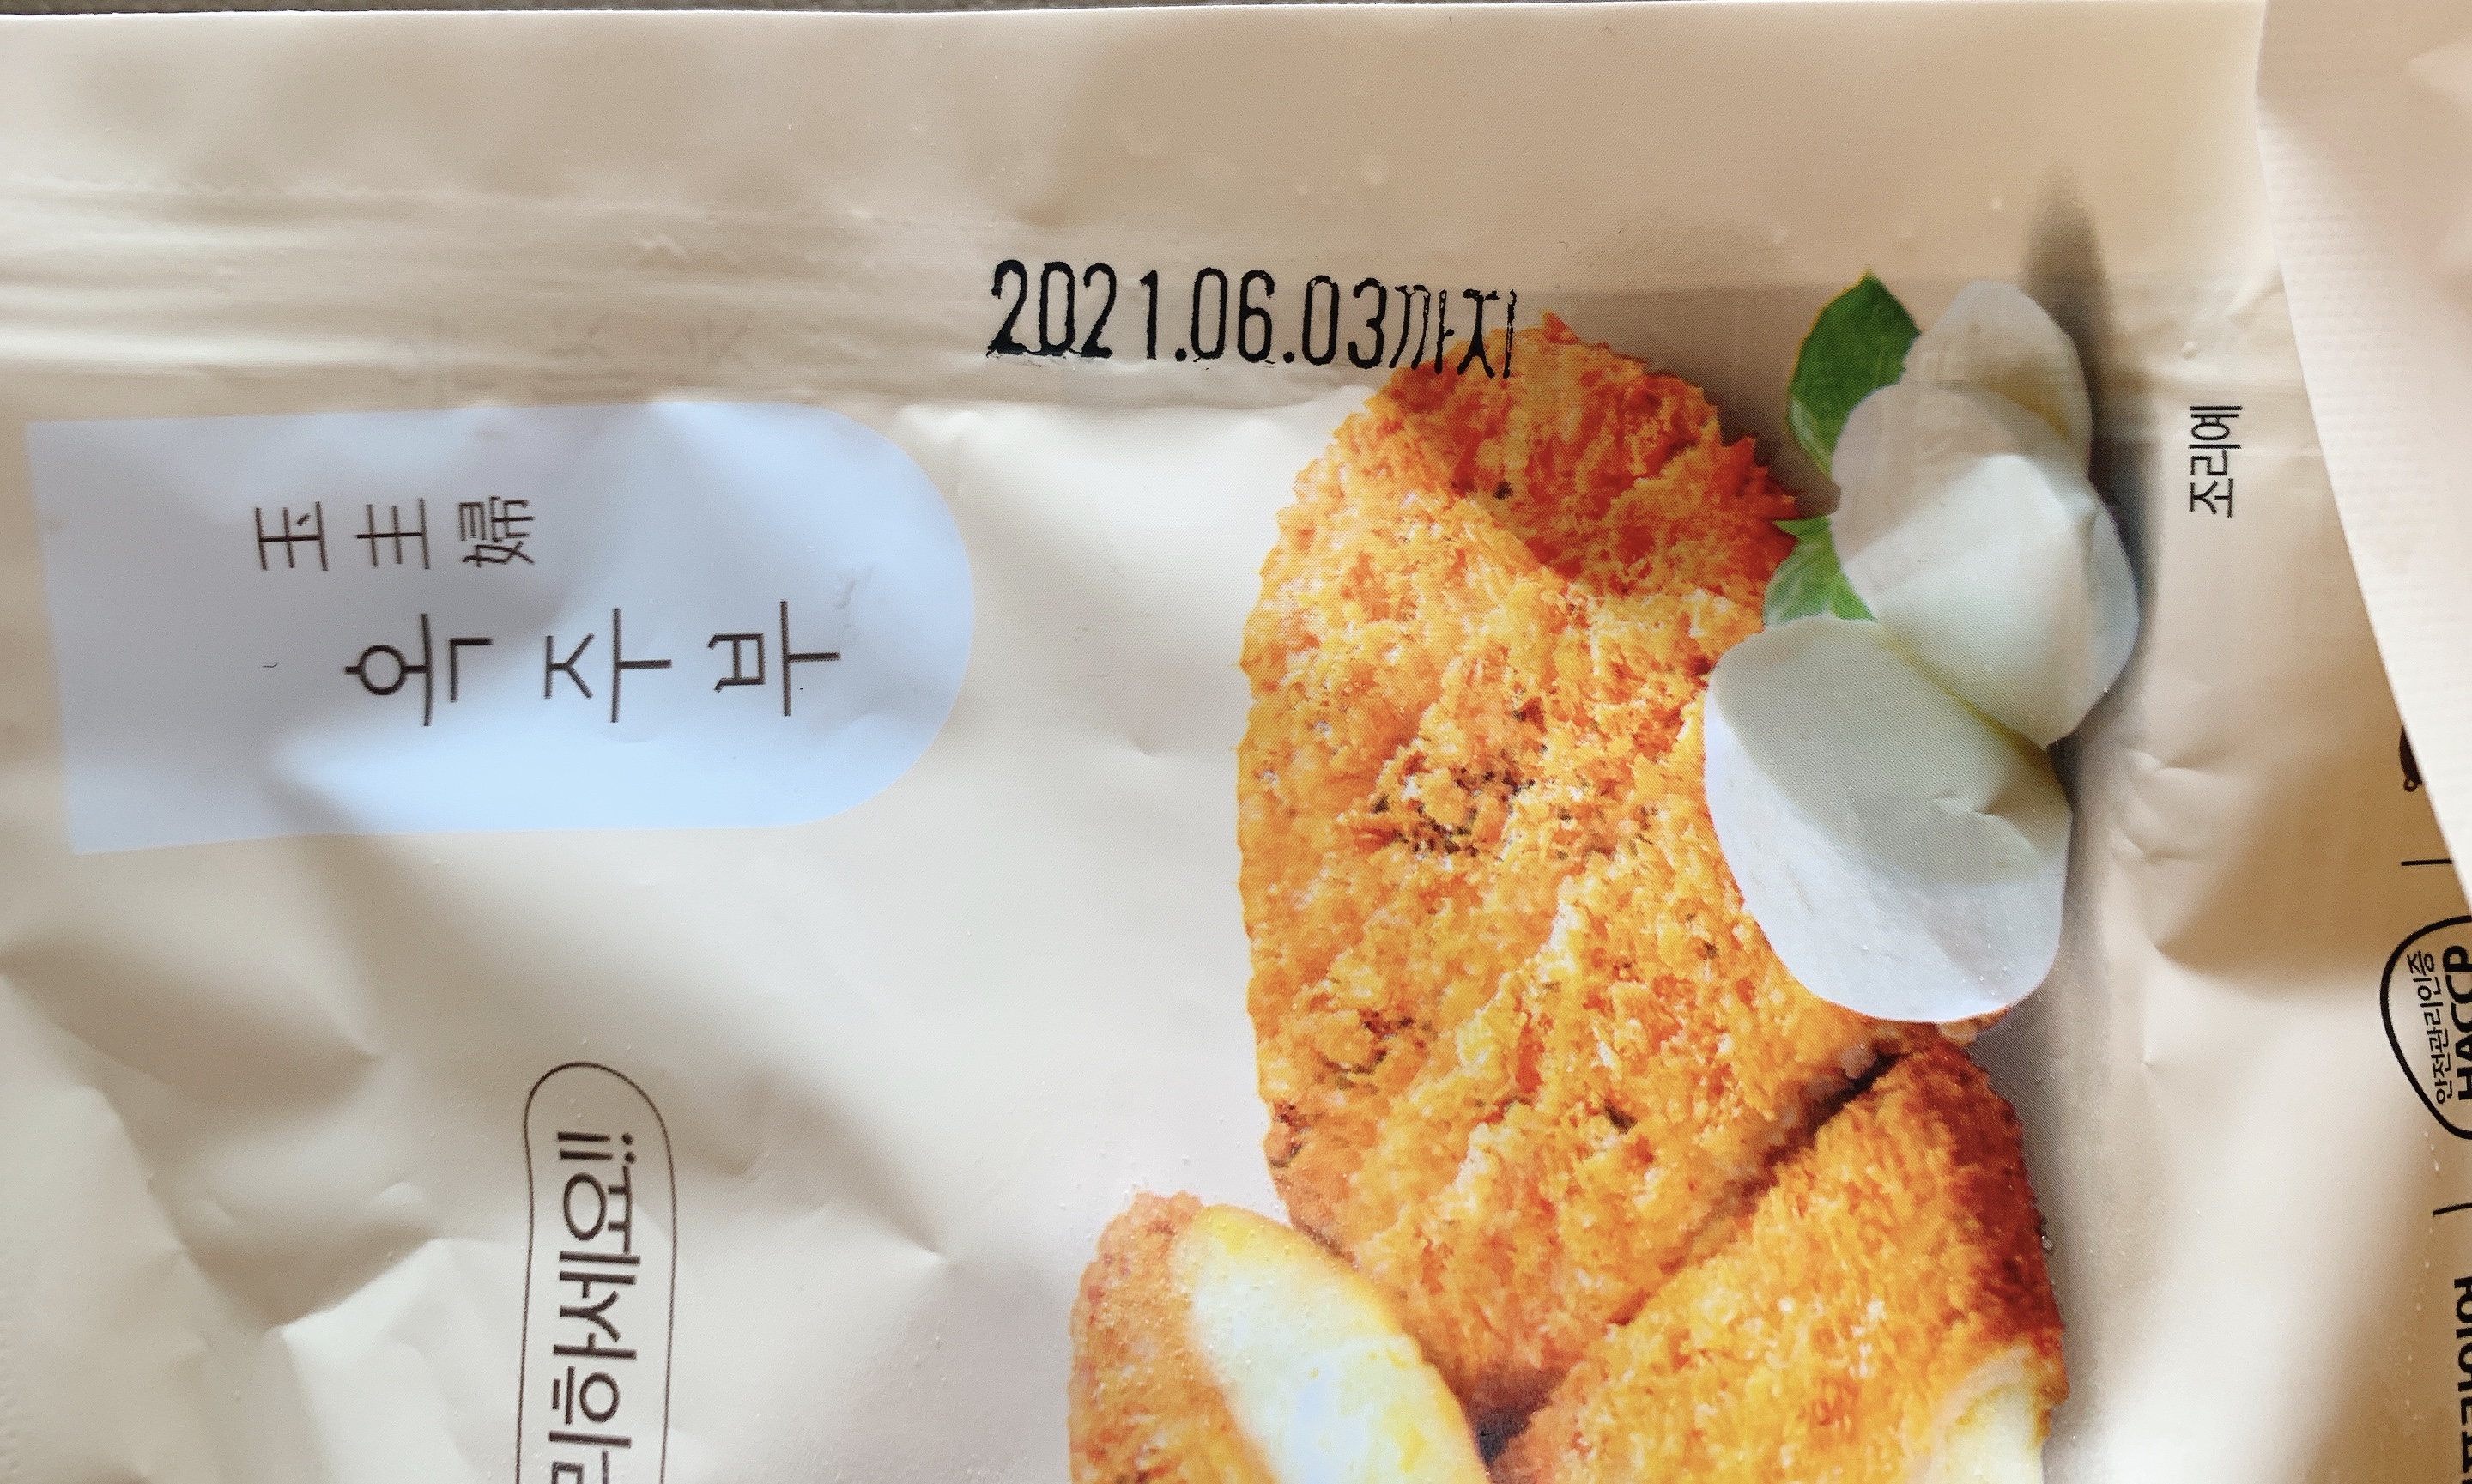 2021.06.03까지
玉主婦
옥주부
조리예
안전관리인증
HACCP